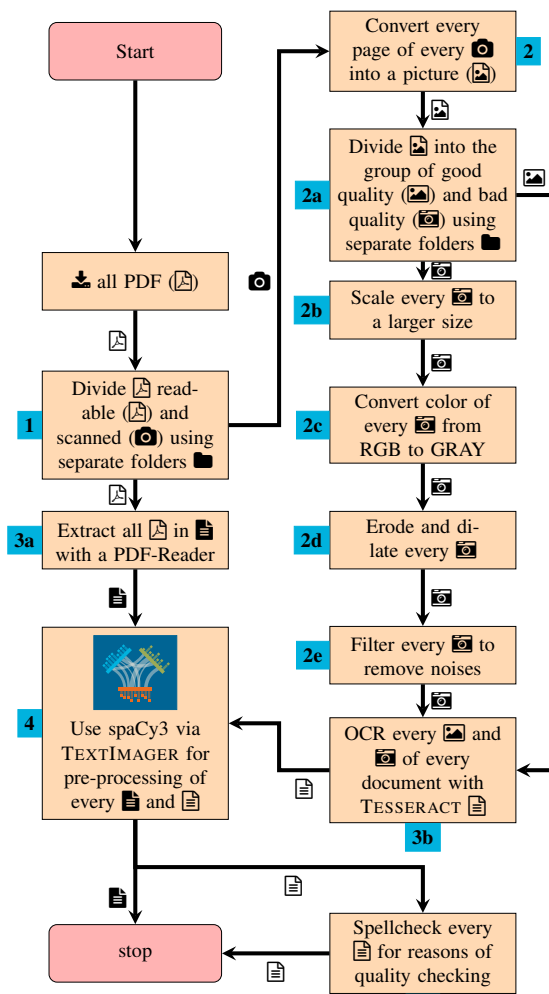 Start
all PDF ()
1
Divide read-
able () and
scanned () using
separate folders
3a
Extract all in
with a PDF-Reader
4
Use spaCy3 via
TEXTIMAGER for
pre-processing of
every and
stop
Convert every
page of every
into a picture ()
2
2a
Divide into the
group of good
quality () and bad
quality () using
separate folders
2b
Scale every to
a larger size
2c
Convert color of
every from
RGB to GRAY
2d
Erode and di-
late every
2e
Filter every to
remove noises
OCR every and
of every
document with
TESSERACT
3b
Spellcheck every
for reasons of
quality checking